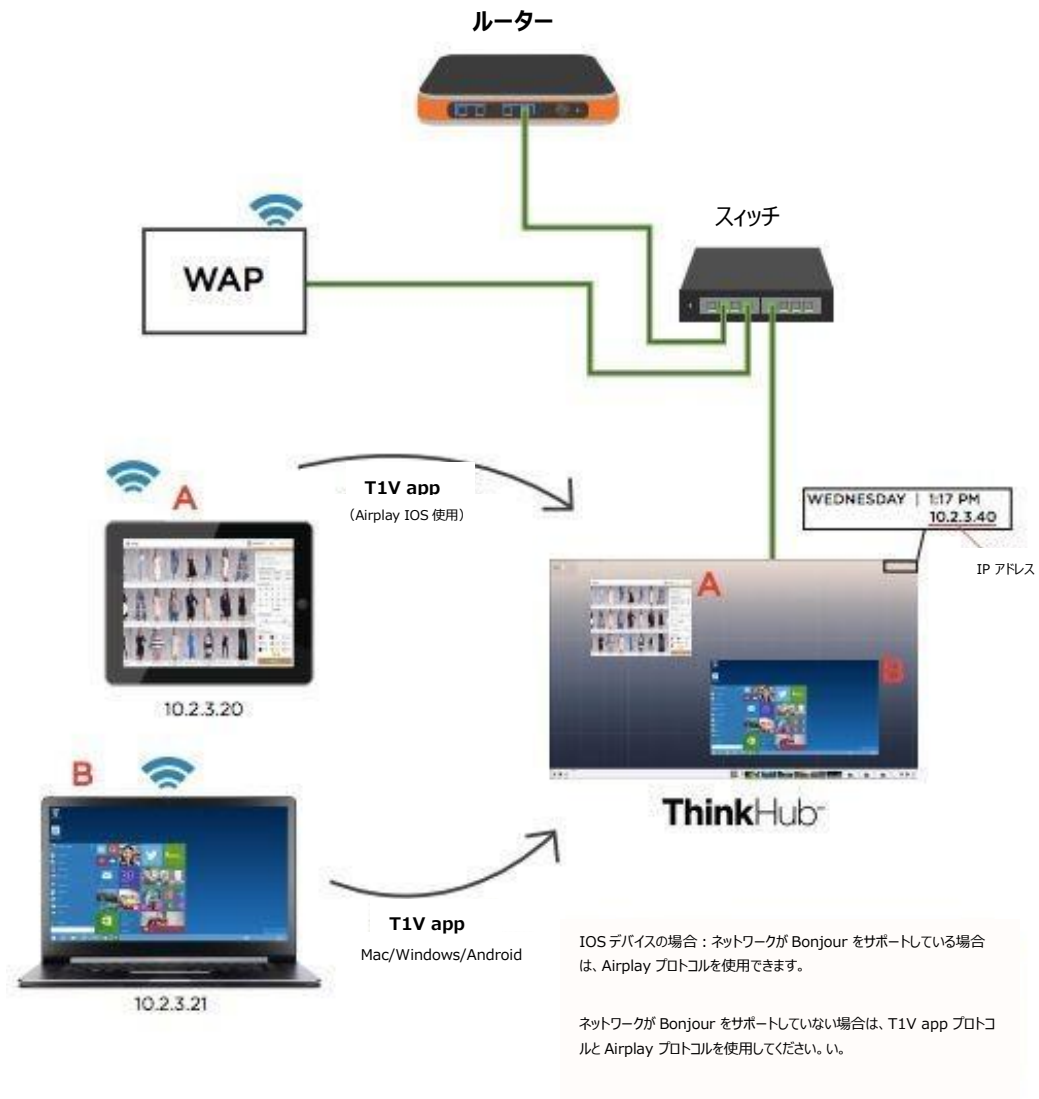 ルーター
スィッチ
WAP
A
T1V app
（Airplay IOS 使用）
WEDNESDAY | 1:17 PM
10.2.3.40
IP アドレス
A
B
10.2.3.20
B
ThinkHub™
T1V app
Mac/Windows/Android
10.2.3.21
IOS デバイスの場合：ネットワークが Bonjour をサポートしている場合
は、Airplay プロトコルを使用できます。
ネットワークが Bonjour をサポートしていない場合は、T1V app プロトコ
ルと Airplay プロトコルを使用してください。い。